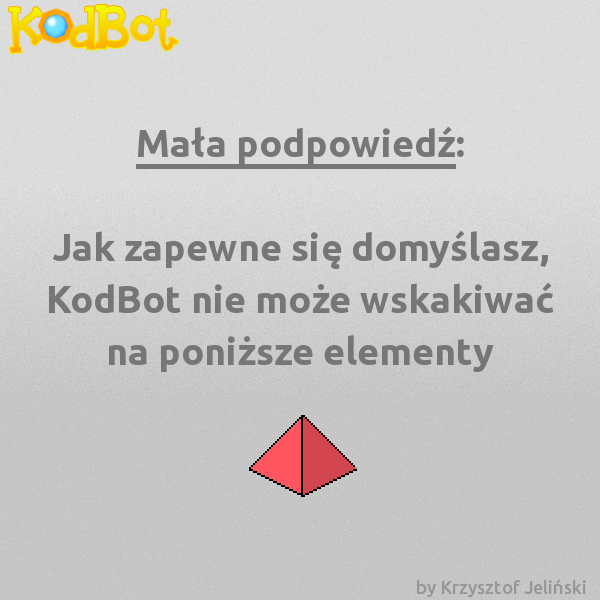 KodBot
Mała podpowiedź:
Jak zapewne się domyślasz,
KodBot nie może wskakiwać
na poniższe elementy
by Krzysztof Jeliński